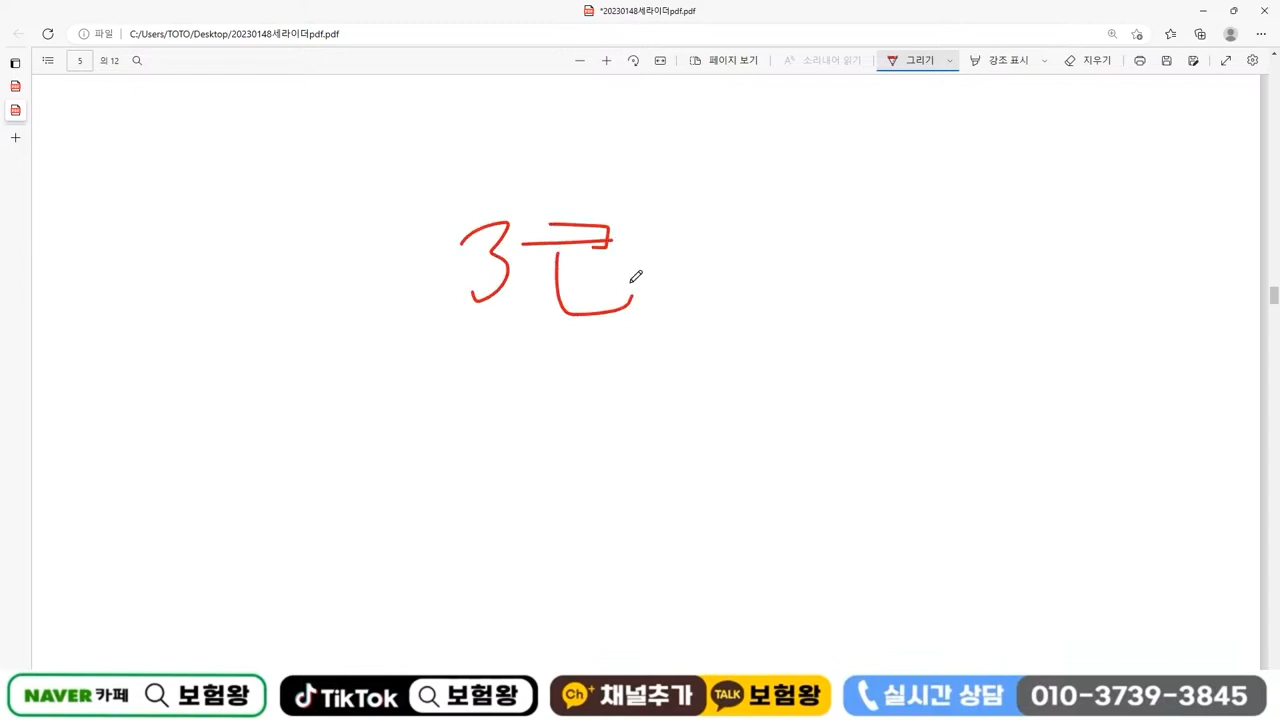 *20230148세라이더pdf.pdf
파일 C:/Users/TOTO/Desktop/20230148세라이더pdf.pdf
5 의 12 페이지 보기 소리내어 읽기 그리기 강조 표시 지우기
3
NAVER 카페 보험왕 TikTok 보험왕 Ch+ 채널추가 TALK 보험왕 실시간 상담 010-3739-3845